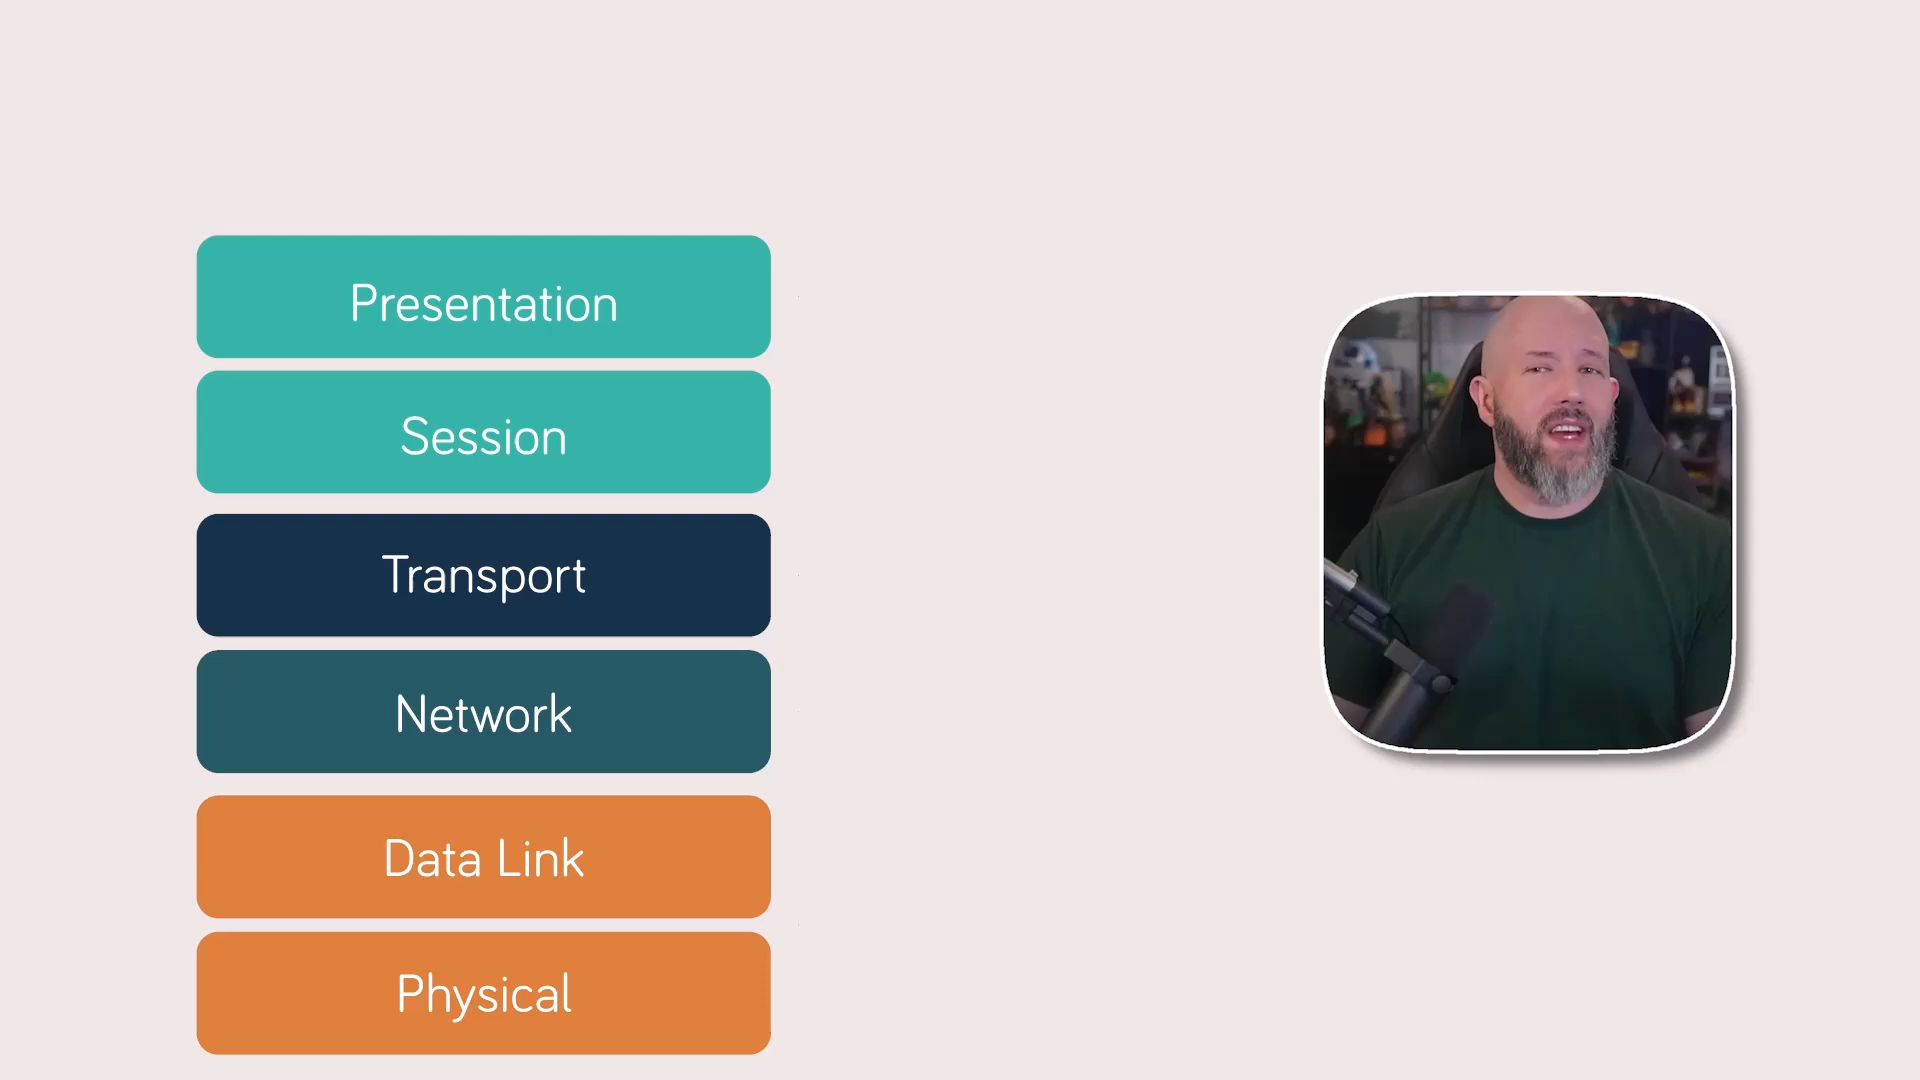 Presentation
Session
Transport
Network
Data Link
Physical